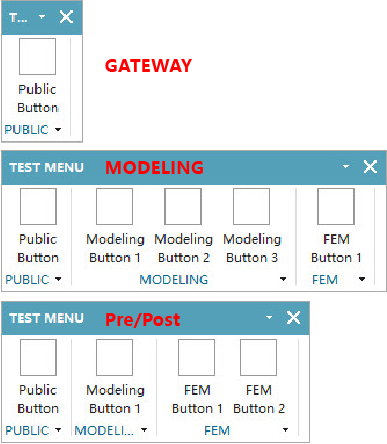 T...
GATEWAY
Public
Button
PUBLIC
TEST MENU MODELING
Public Modeling Modeling Modeling FEM
Button Button 1 Button 2 Button 3 Button 1
PUBLIC MODELING FEM
TEST MENU Pre/Post
Public Modeling FEM FEM
Button Button 1 Button 1 Button 2
PUBLIC MODELI... FEM